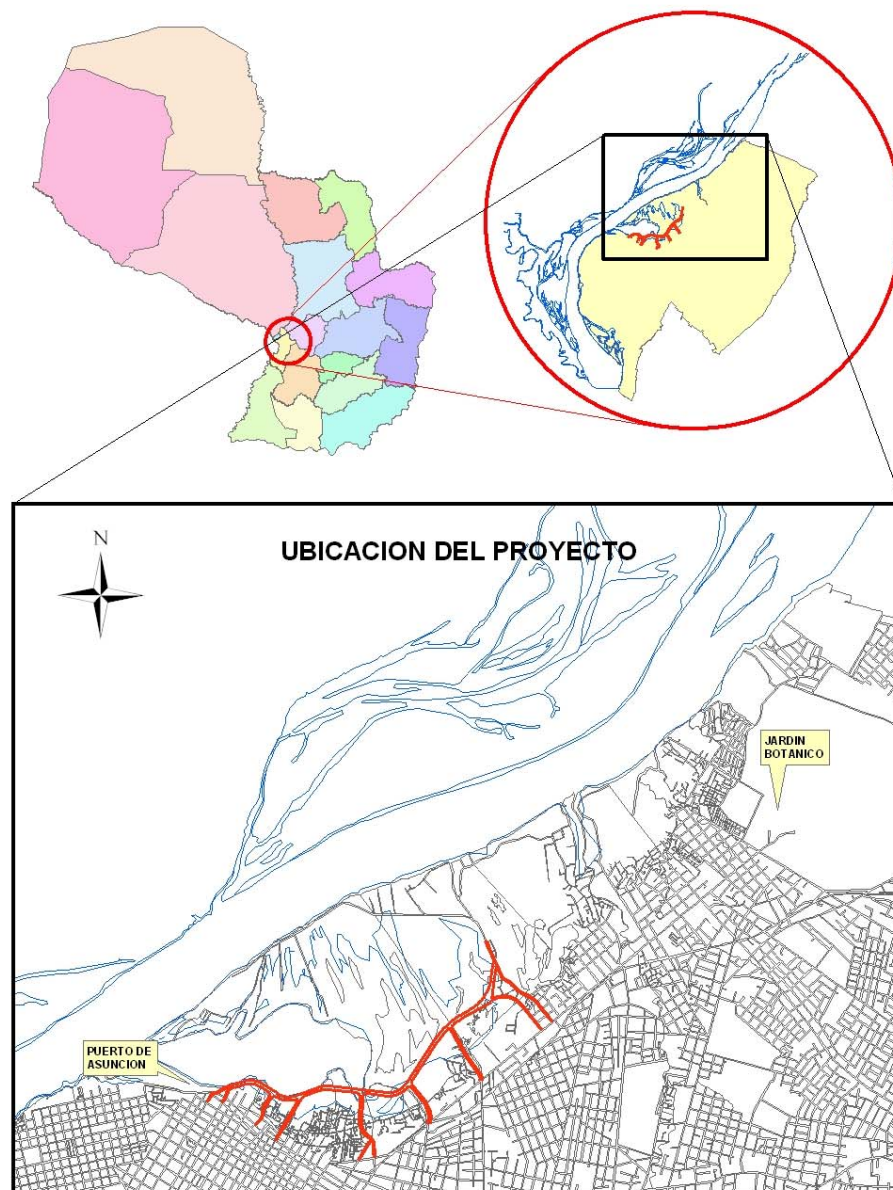 N
UBICACION DEL PROYECTO
JARDIN
BOTANICO
PUERTO DE
ASUNCION